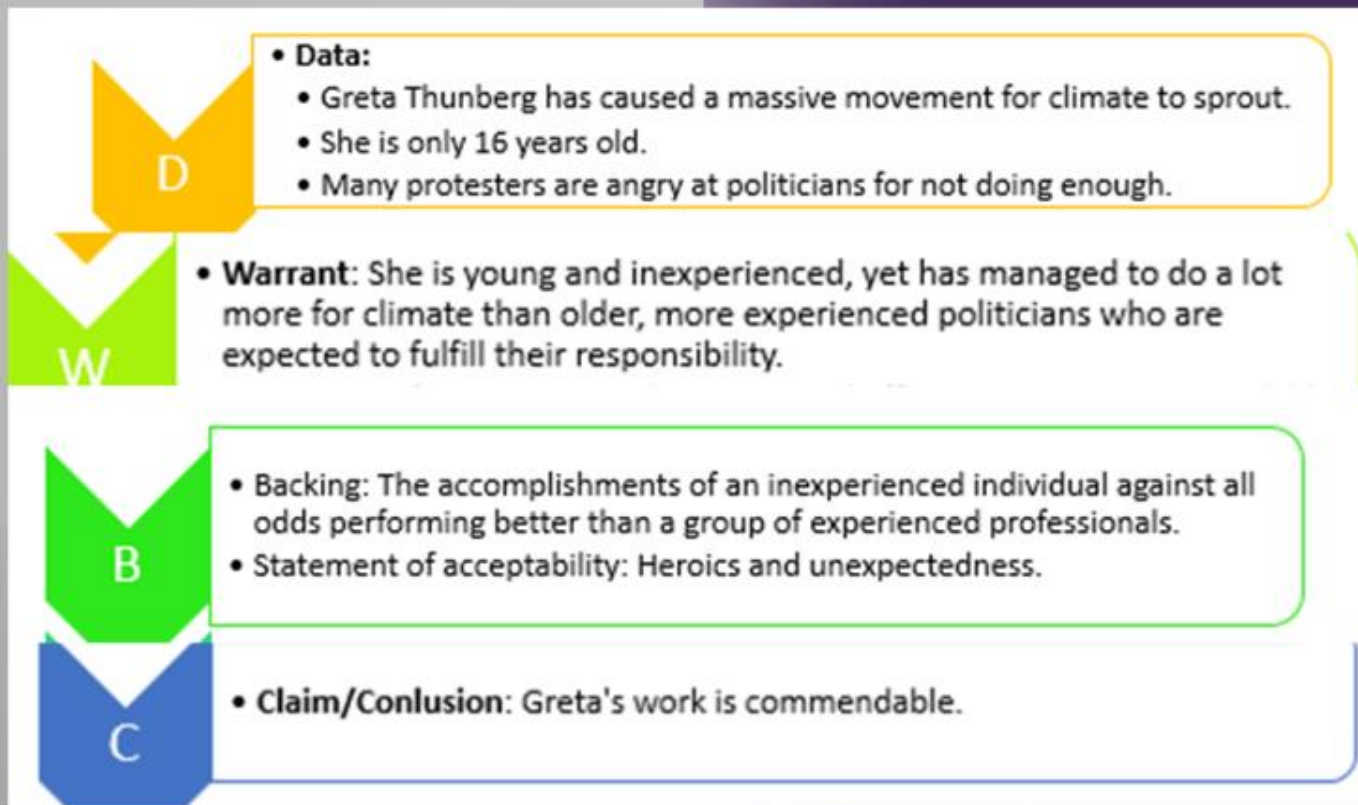 • Data:
• Greta Thunberg has caused a massive movement for climate to sprout.
• She is only 16 years old.
• Many protesters are angry at politicians for not doing enough.
D
• Warrant: She is young and inexperienced, yet has managed to do a lot
more for climate than older, more experienced politicians who are
expected to fulfill their responsibility.
W
• Backing: The accomplishments of an inexperienced individual against all
odds performing better than a group of experienced professionals.
• Statement of acceptability: Heroics and unexpectedness.
B
• Claim/Conlusion: Greta's work is commendable.
C